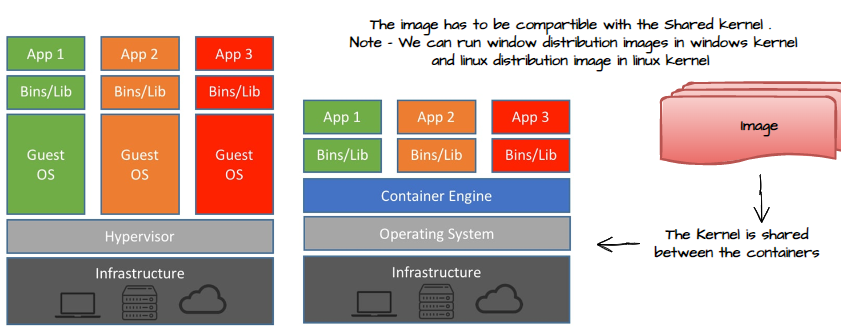 The image has to be compartible with the Shared kernel .
Note - We can run window distribution images in windows kernel
and linux distribution image in linux kernel
App 1 App 2 App 3
Bins/Lib Bins/Lib Bins/Lib
Guest OS Guest OS Guest OS
Hypervisor
Infrastructure
App 1 App 2 App 3
Bins/Lib Bins/Lib Bins/Lib
Container Engine
Operating System
Infrastructure
Image
The Kernel is shared
between the containers